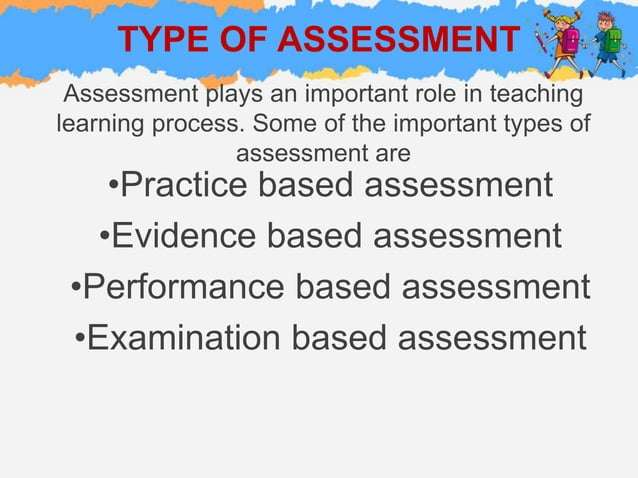 TYPE OF ASSESSMENT
Assessment plays an important role in teaching
learning process. Some of the important types of
assessment are
•Practice based assessment
•Evidence based assessment
•Performance based assessment
•Examination based assessment